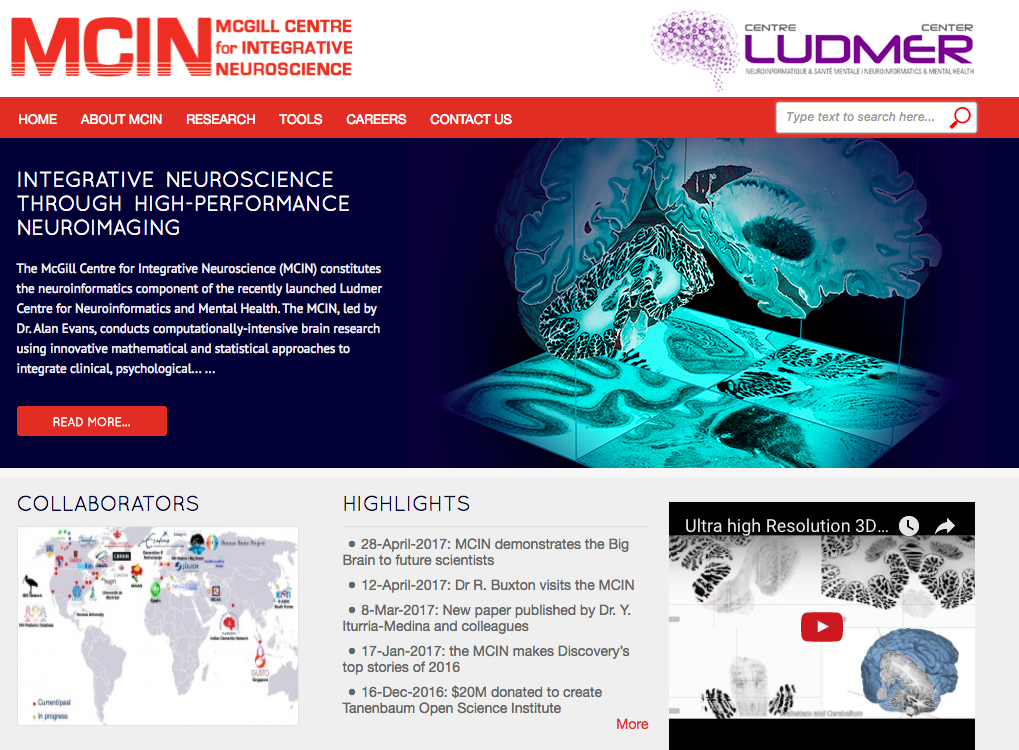 MCIN
MCGILL CENTRE
for INTEGRATIVE
NEUROSCIENCE
CENTRE CENTER
LUDMER
NEUROINFORMATIQUE & SANTÉ MENTALE | NEUROINFORMATICS & MENTAL HEALTH
HOME ABOUT MCIN RESEARCH TOOLS CAREERS CONTACT US
Type text to search here...
INTEGRATIVE NEUROSCIENCE
THROUGH HIGH-PERFORMANCE
NEUROIMAGING
The McGill Centre for Integrative Neuroscience (MCIN) constitutes
the neuroinformatics component of the recently launched Ludmer
Centre for Neuroinformatics and Mental Health. The MCIN, led by
Dr. Alan Evans, conducts computationally-intensive brain research
using innovative mathematical and statistical approaches to
integrate clinical, psychological... ...
READ MORE...
COLLABORATORS
Human Brain Project
JÜLICH
GUSTO
Singapore
Current/past
In progress
HIGHLIGHTS
• 28-April-2017: MCIN demonstrates the Big
Brain to future scientists
• 12-April-2017: Dr R. Buxton visits the MCIN
• 8-Mar-2017: New paper published by Dr. Y.
Iturria-Medina and colleagues
• 17-Jan-2017: the MCIN makes Discovery's
top stories of 2016
• 16-Dec-2016: $20M donated to create
Tanenbaum Open Science Institute
More
Ultra high Resolution 3D...